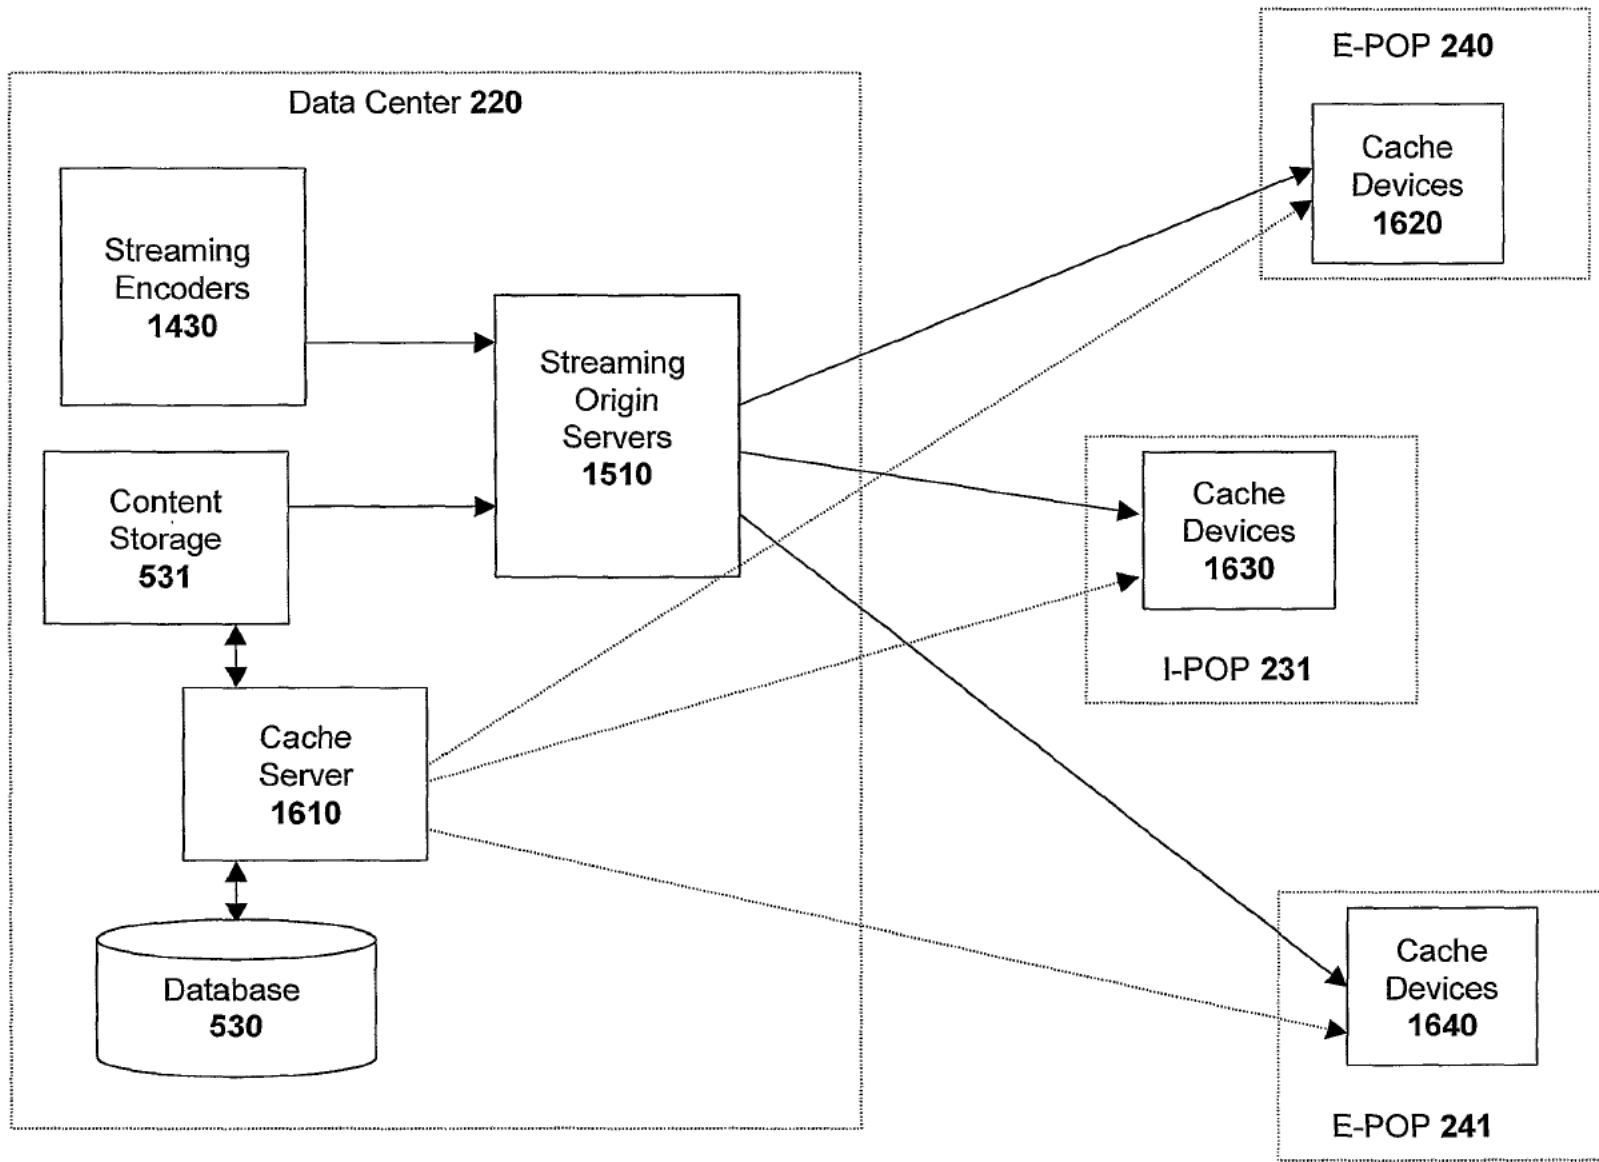 E-POP 240
Data Center 220
Cache
Devices
1620
Streaming
Encoders
1430
Streaming
Origin
Servers
1510
Content
Storage
531
Cache
Devices
1630
I-POP 231
Cache
Server
1610
Cache
Devices
1640
Database
530
E-POP 241